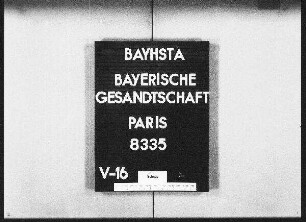 BAYHSTA
BAYERISCHE
GESANDTSCHAFT
PARIS
8335
V-16